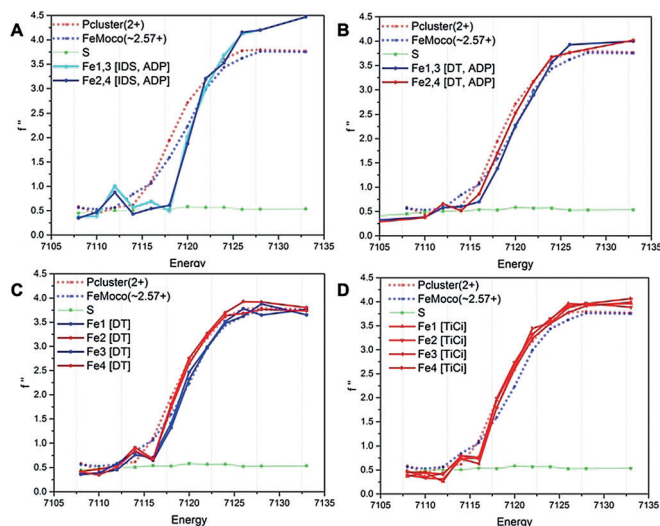 A
Pcluster(2+)
FeMoco(~2.57+)
S
Fe1,3 [IDS, ADP]
Fe2,4 [IDS, ADP]
f "
4.5
4.0
3.5
3.0
2.5
2.0
1.5
1.0
0.5
0.0
7105 7110 7115 7120 7125 7130 7135
Energy
B
Pcluster(2+)
FeMoco(~2.57+)
S
Fe1,3 [DT, ADP]
Fe2,4 [DT, ADP]
f "
4.5
4.0
3.5
3.0
2.5
2.0
1.5
1.0
0.5
0.0
7105 7110 7115 7120 7125 7130 7135
Energy
C
Pcluster(2+)
FeMoco(~2.57+)
S
Fe1 [DT]
Fe2 [DT]
Fe3 [DT]
Fe4 [DT]
f "
4.5
4.0
3.5
3.0
2.5
2.0
1.5
1.0
0.5
0.0
7105 7110 7115 7120 7125 7130 7135
Energy
D
Pcluster(2+)
FeMoco(~2.57+)
S
Fe1 [TiCi]
Fe2 [TiCi]
Fe3 [TiCi]
Fe4 [TiCi]
f "
4.5
4.0
3.5
3.0
2.5
2.0
1.5
1.0
0.5
0.0
7105 7110 7115 7120 7125 7130 7135
Energy